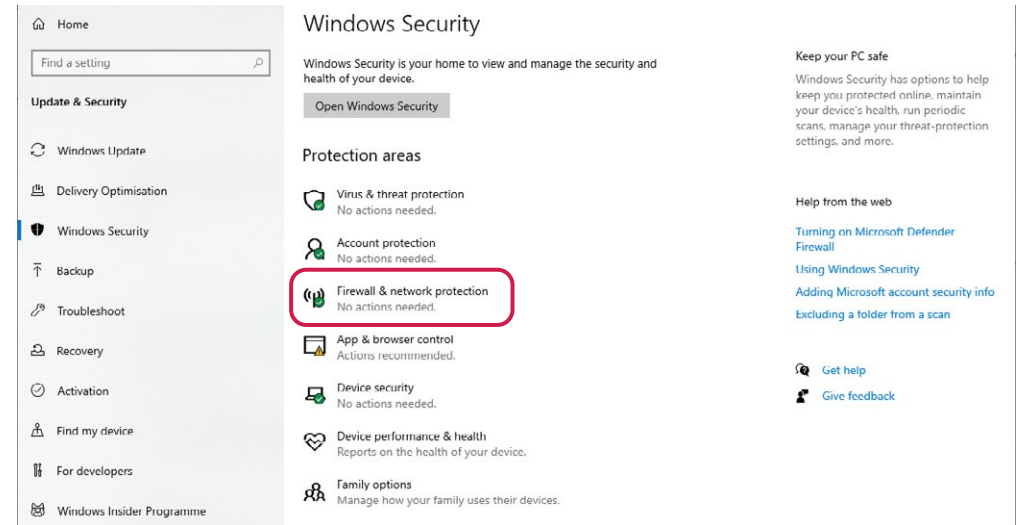 Home
Find a setting
Update & Security
Windows Update
Delivery Optimisation
Windows Security
Backup
Troubleshoot
Recovery
Activation
Find my device
For developers
Windows Insider Programme
Windows Security
Windows Security is your home to view and manage the security and
health of your device.
Open Windows Security
Protection areas
Virus & threat protection
No actions needed.
Account protection
No actions needed.
Firewall & network protection
No actions needed.
App & browser control
Actions recommended.
Device security
No actions needed.
Device performance & health
Reports on the health of your device.
Family options
Manage how your family uses their devices.
Keep your PC safe
Windows Security has options to help
keep you protected online, maintain
your device's health, run periodic
scans, manage your threat-protection
settings, and more.
Help from the web
Turning on Microsoft Defender
Firewall
Using Windows Security
Adding Microsoft account security info
Excluding a folder from a scan
Get help
Give feedback